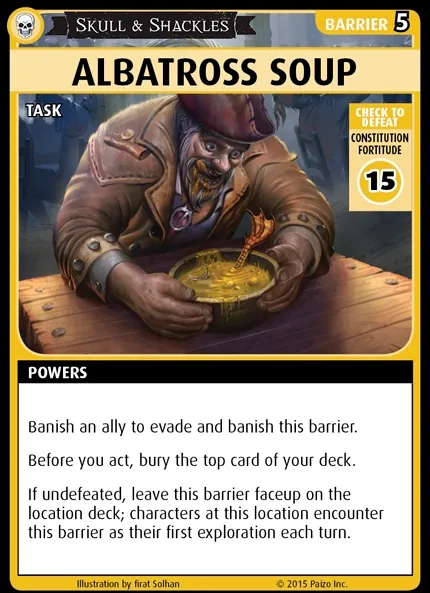 SKULL & SHACKLES
BARRIER 5
ALBATROSS SOUP
TASK
CHECK TO
DEFEAT
CONSTITUTION
FORTITUDE
15
POWERS
Banish an ally to evade and banish this barrier.
Before you act, bury the top card of your deck.
If undefeated, leave this barrier faceup on the
location deck; characters at this location encounter
this barrier as their first exploration each turn.
Illustration by firat Solhan
© 2015 Paizo Inc.